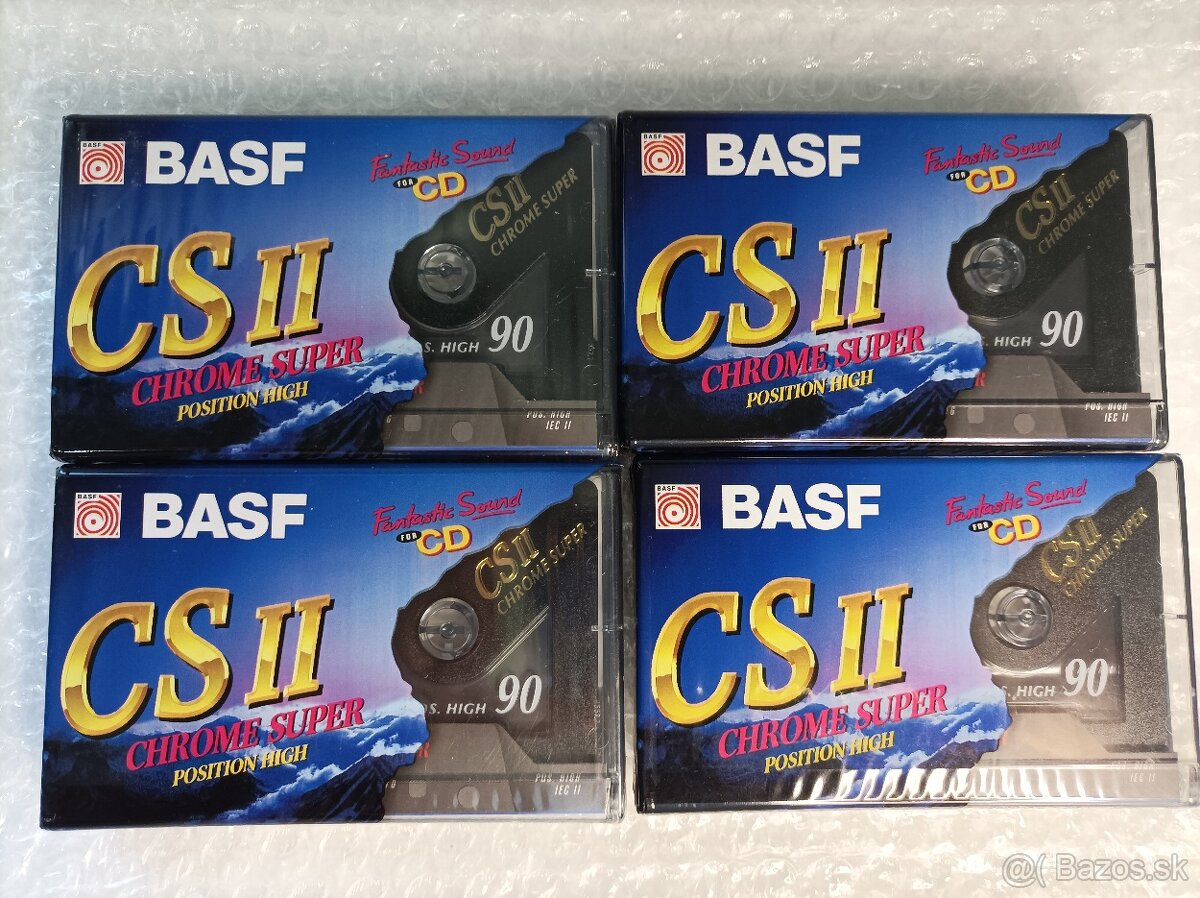 BASF
BASF
Fantastic Sound
FOR CD
CS II
CHROME SUPER
CS II
CHROME SUPER
POSITION HIGH
S. HIGH 90
POS. HIGH
IEC II
BASF
BASF
Fantastic Sound
FOR CD
CS II
CHROME SUPER
CS II
CHROME SUPER
POSITION HIGH
. HIGH 90
POS. HIGH
IEC II
BASF
BASF
Fantastic Sound
FOR CD
CS II
CHROME SUPER
CS II
CHROME SUPER
POSITION HIGH
OS. HIGH 90
POS. HIGH
IEC II
BASF
BASF
Fantastic Sound
FOR CD
CS II
CHROME SUPER
CS II
CHROME SUPER
POSITION HIGH
S. HIGH 90
POS. HIGH
IEC II
@( Bazos.sk